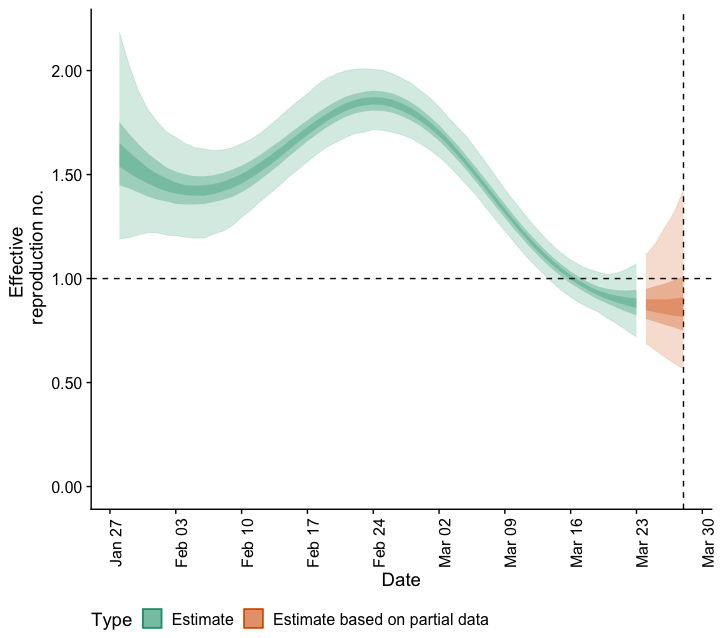 2.00
1.50
1.00
0.50
0.00
Effective
reproduction no.
Jan 27
Feb 03
Feb 10
Feb 17
Feb 24
Mar 02
Mar 09
Mar 16
Mar 23
Mar 30
Date
Type Estimate Estimate based on partial data